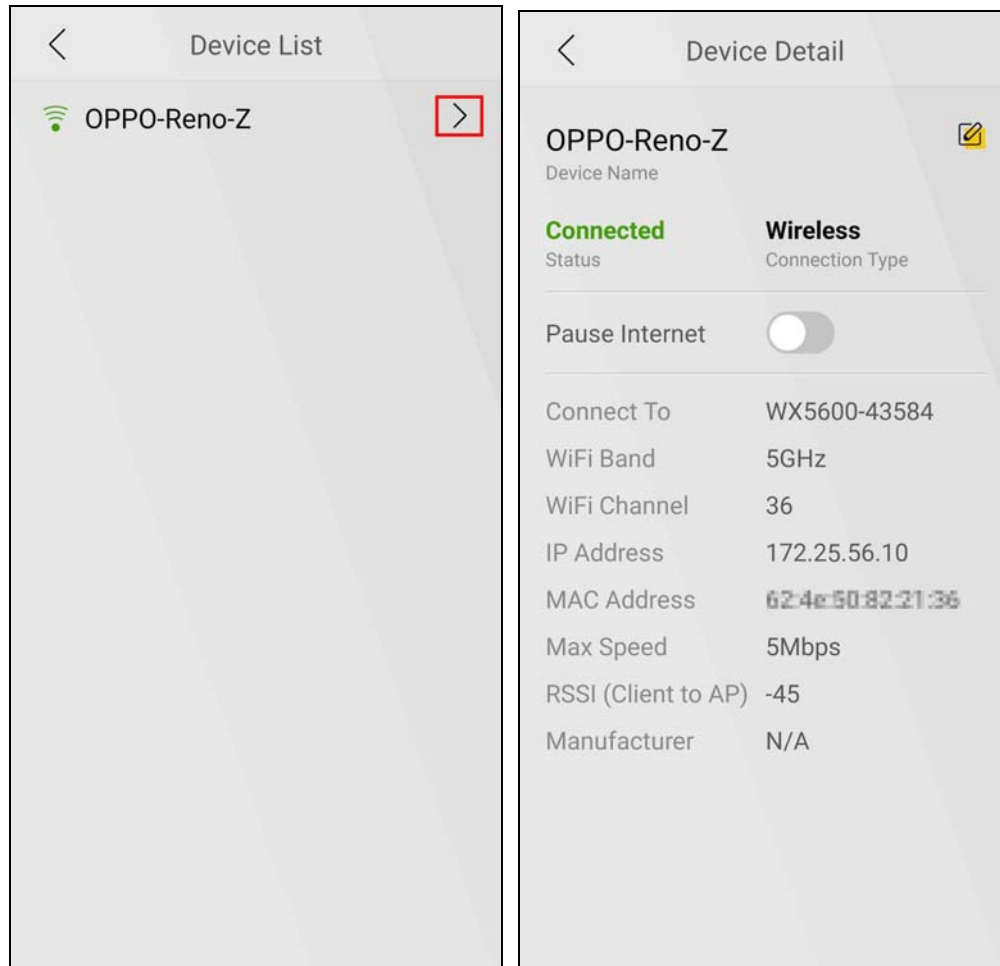 Device List
OPPO-Reno-Z
Device Detail
OPPO-Reno-Z
Device Name
Connected Wireless
Status Connection Type
Pause Internet
Connect To WX5600-43584
WiFi Band 5GHz
WiFi Channel 36
IP Address 172.25.56.10
MAC Address
Max Speed 5Mbps
RSSI (Client to AP) -45
Manufacturer N/A